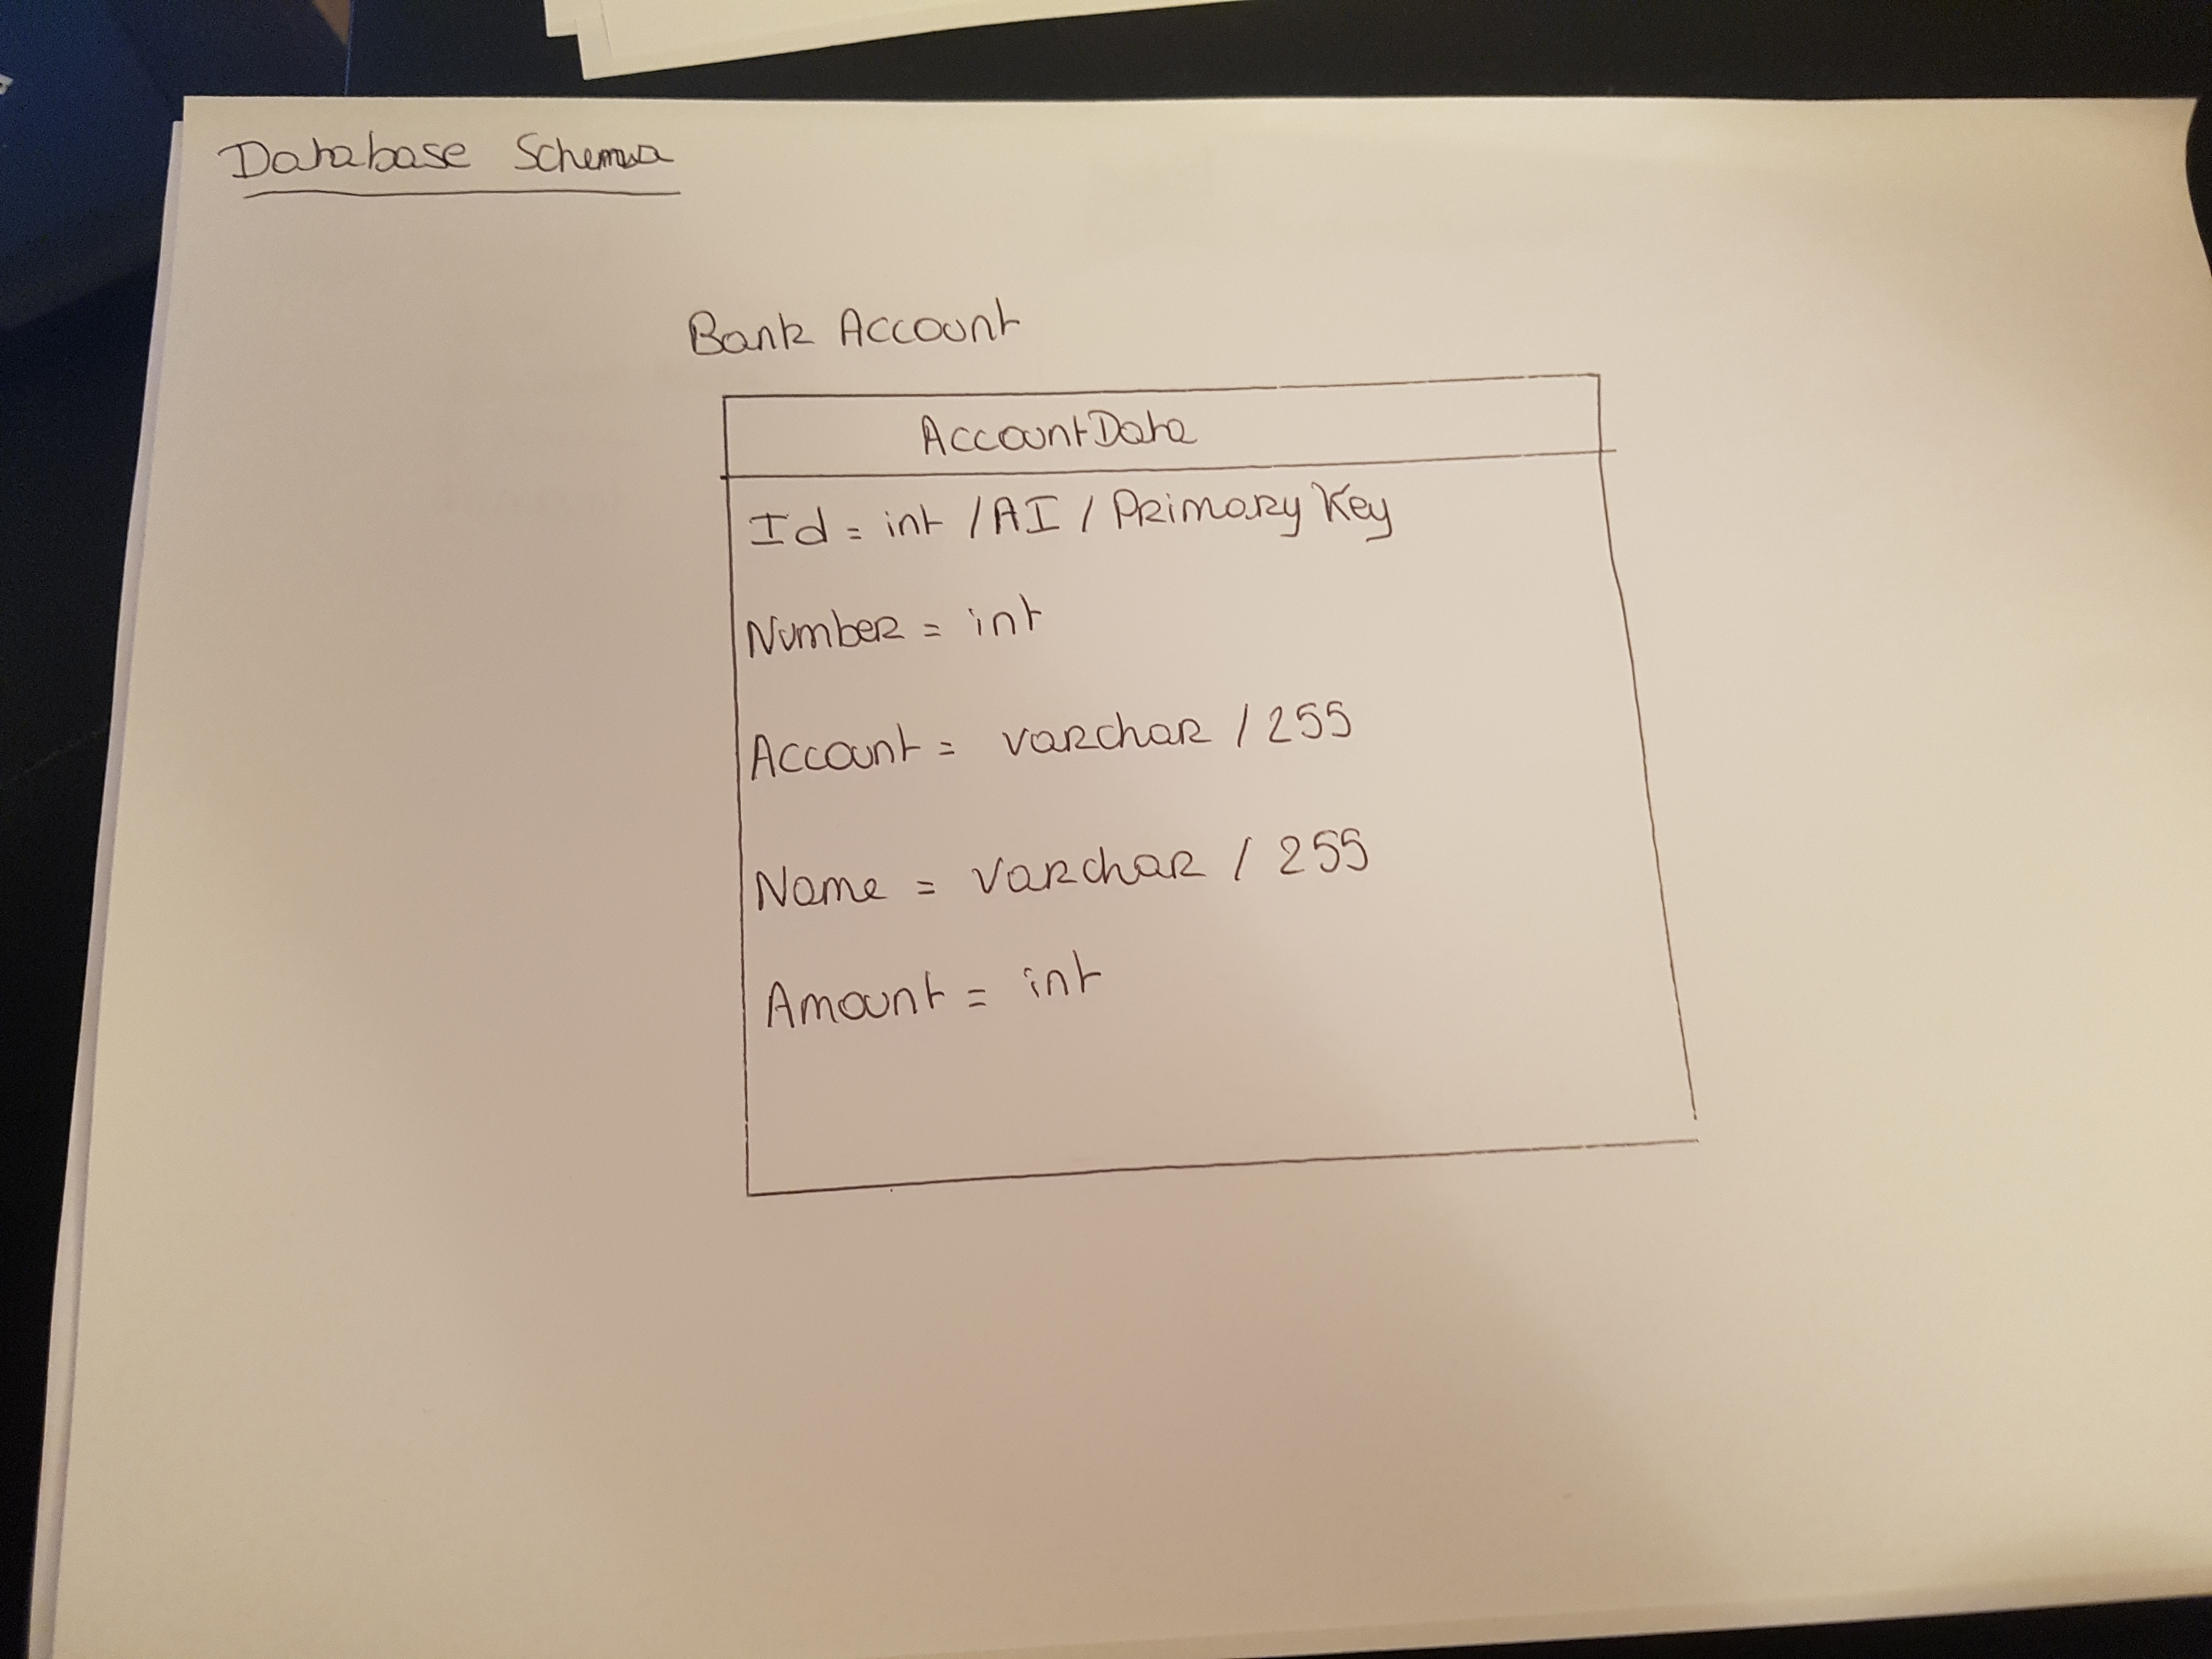 Database Schema
Bank Account
AccountData
Id = int / AI / Primary Key
Number = int
Account = varchar / 255
Name = varchar / 255
Amount = int